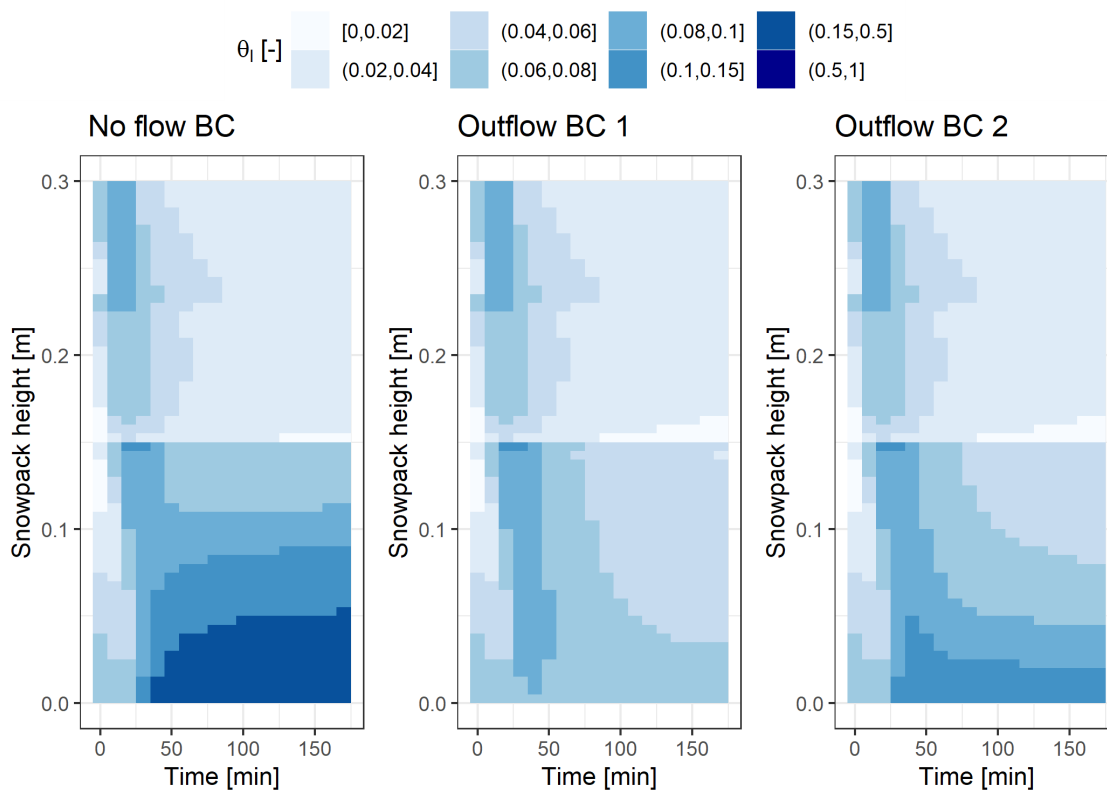 θl [-]
[0,0.02] (0.04,0.06] (0.08,0.1] (0.15,0.5]
(0.02,0.04] (0.06,0.08] (0.1,0.15] (0.5,1]
No flow BC
Snowpack height [m]
0.3
0.2
0.1
0.0
0 50 100 150
Time [min]
Outflow BC 1
Snowpack height [m]
0.3
0.2
0.1
0.0
0 50 100 150
Time [min]
Outflow BC 2
Snowpack height [m]
0.3
0.2
0.1
0.0
0 50 100 150
Time [min]